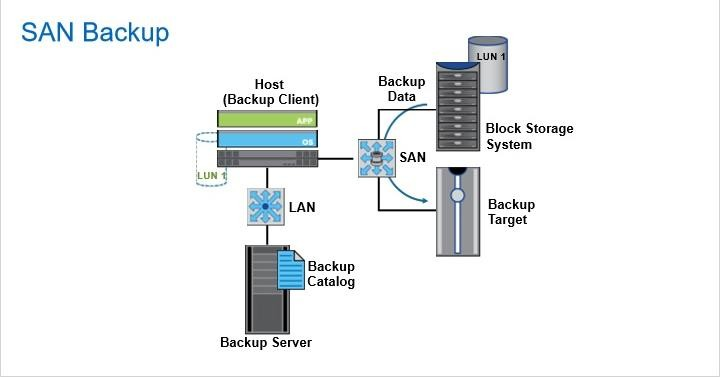 SAN Backup
LUN 1
Host
(Backup Client)
Backup
Data
APP
OS
Block Storage
System
SAN
LUN 1
LAN
Backup
Target
Backup
Catalog
Backup Server